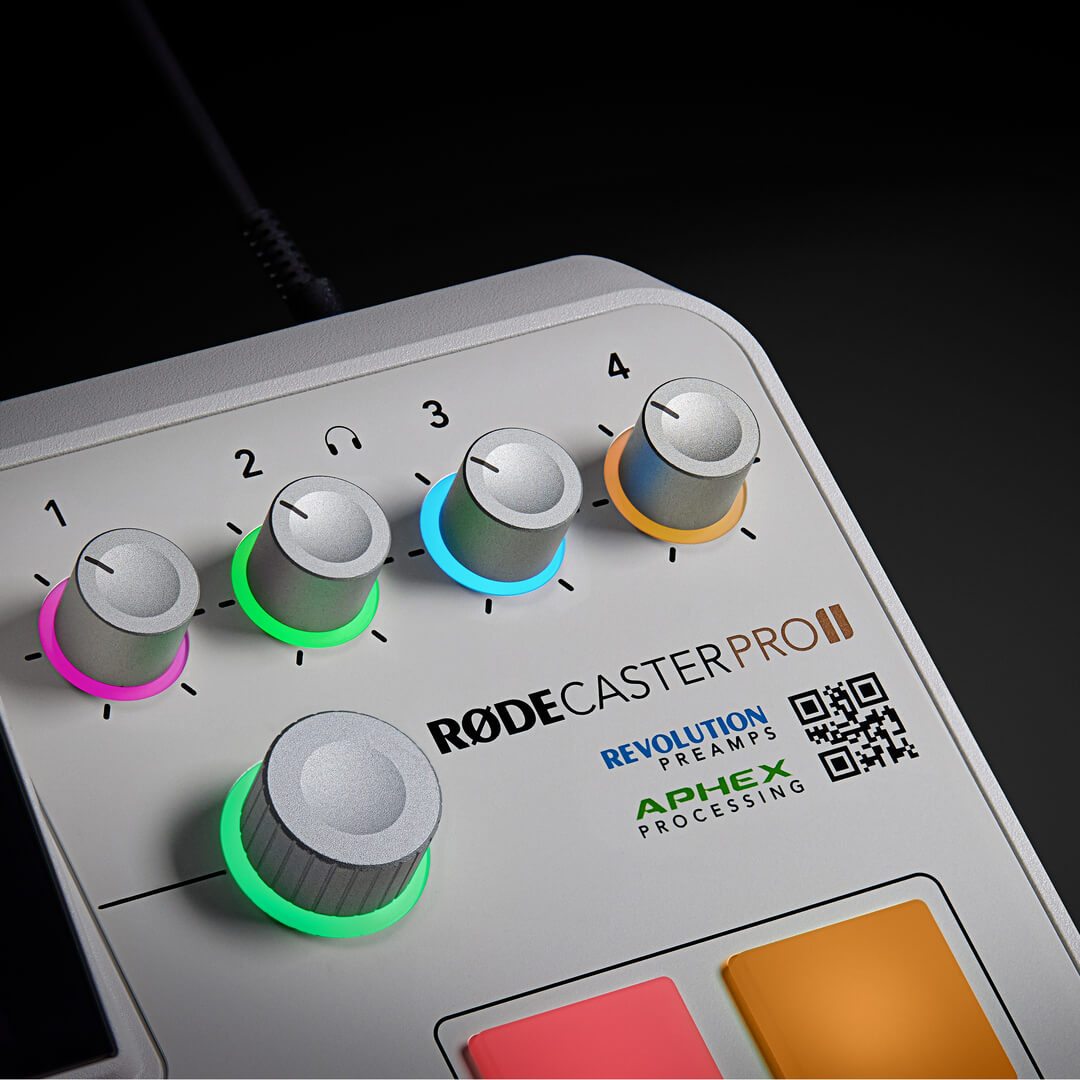 1
2
3
4
RØDECASTERPROII
REVOLUTION
PREAMPS
APHEX
PROCESSING